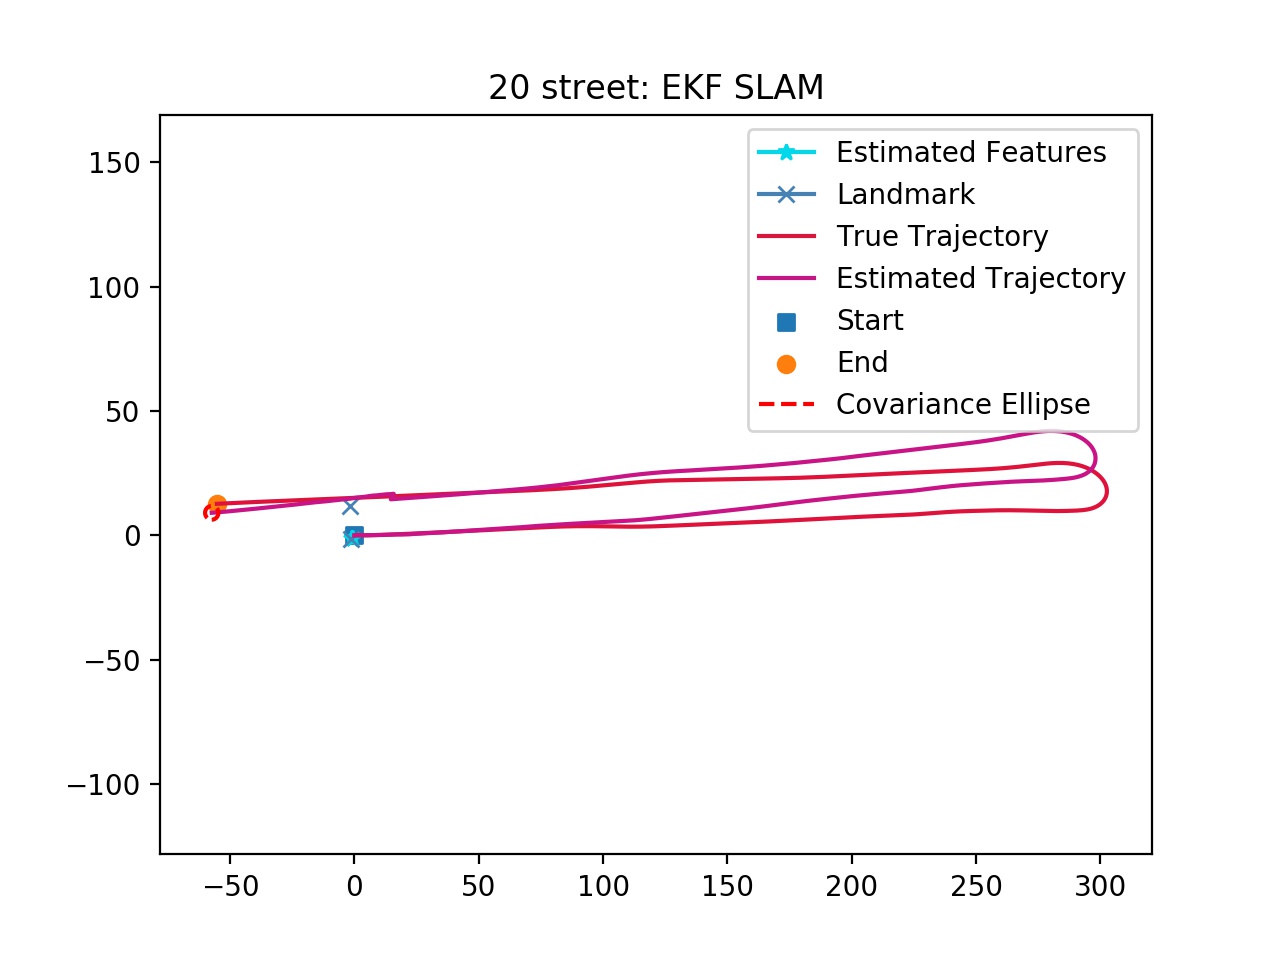 20 street: EKF SLAM
Estimated Features
Landmark
True Trajectory
Estimated Trajectory
Start
End
Covariance Ellipse
150
100
50
0
−50
−100
−50 0 50 100 150 200 250 300